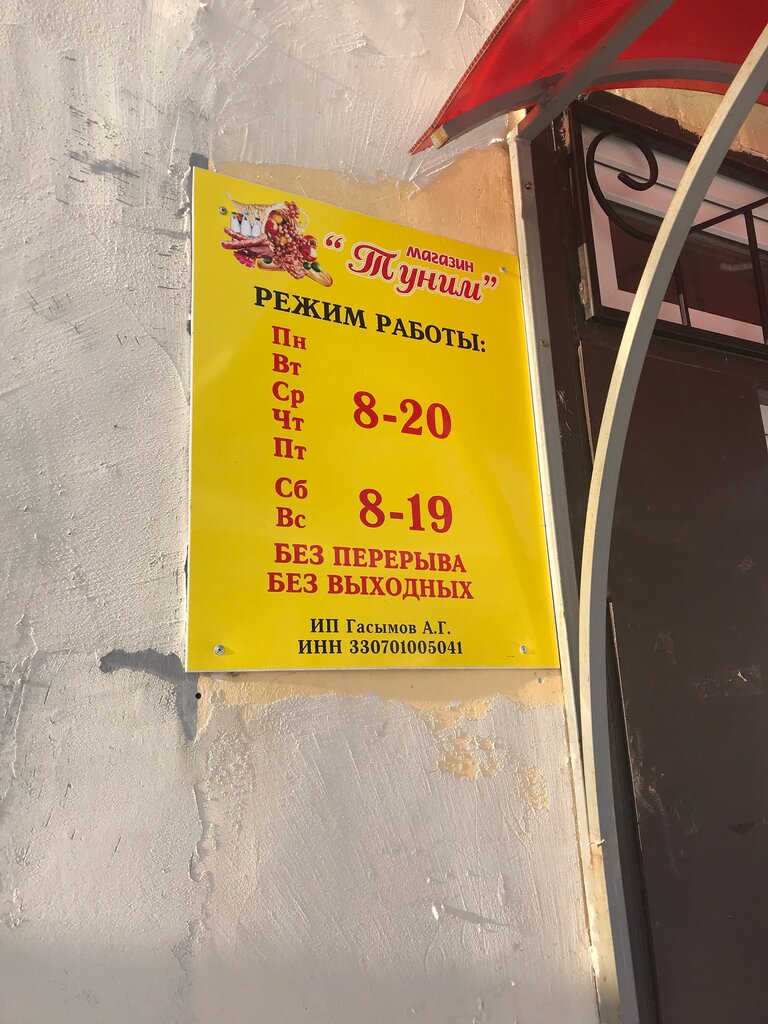 магазин
“Туним”
РЕЖИМ РАБОТЫ:
Пн
Вт
Ср
Чт
Пт
8-20
Сб
Вс
8-19
БЕЗ ПЕРЕРЫВА
БЕЗ ВЫХОДНЫХ
ИП Гасымов А.Г.
ИНН 330701005041